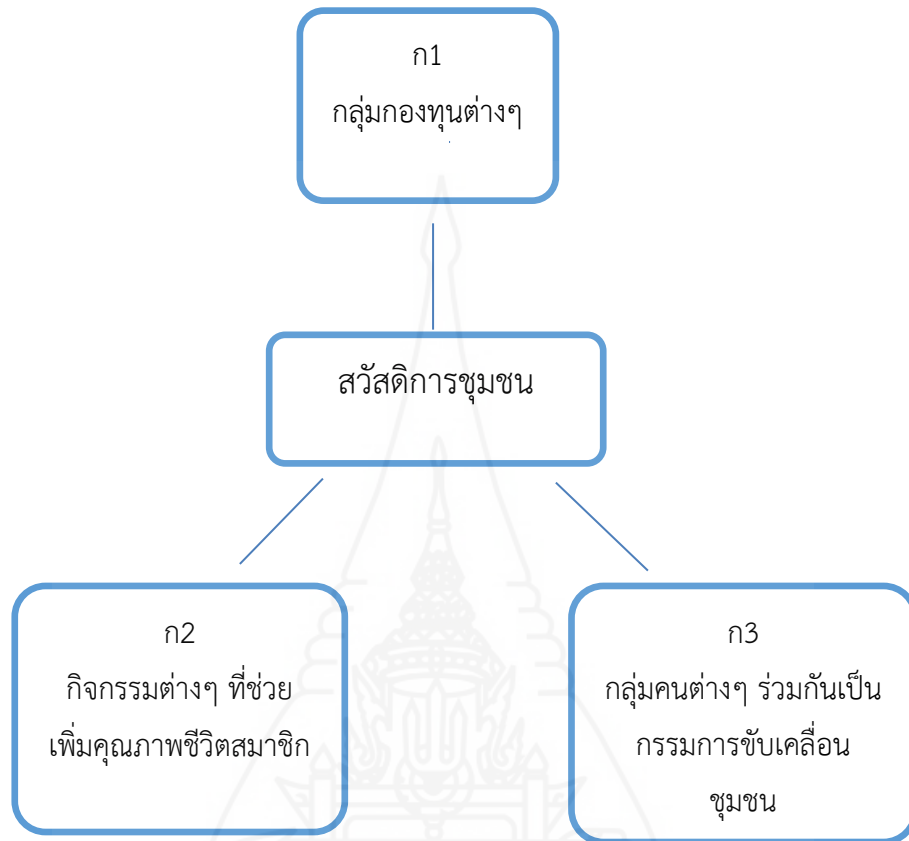 ก1
กลุ่มกองทุนต่างๆ
สวัสดิการชุมชน
ก2
กิจกรรมต่างๆ ที่ช่วย
เพิ่มคุณภาพชีวิตสมาชิก
ก3
กลุ่มคนต่างๆ ร่วมกันเป็น
กรรมการขับเคลื่อน
ชุมชน